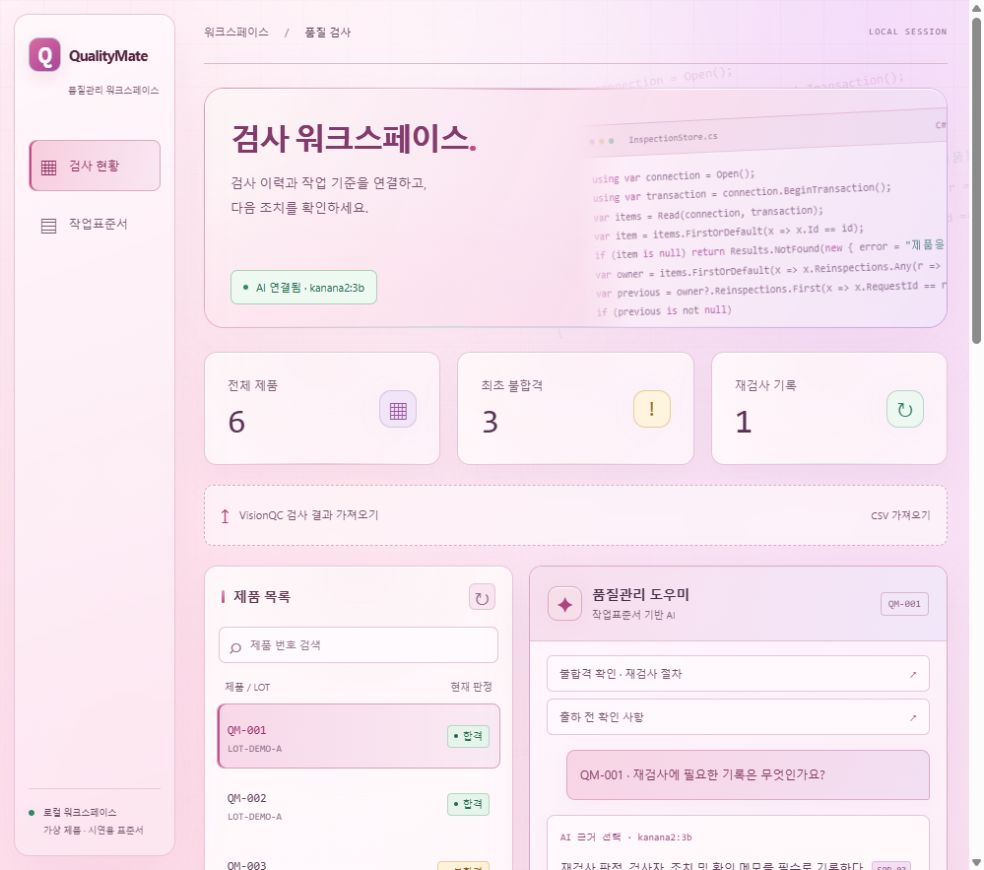 Q QualityMate
품질관리 워크스페이스
검사 현황
작업표준서
로컬 워크스페이스
가상 제품 · 시연용 표준서
워크스페이스 / 품질 검사
LOCAL SESSION
connection = Open();
검사 워크스페이스.
검사 이력과 작업 기준을 연결하고,
다음 조치를 확인하세요.
AI 연결됨 · kanana2:3b
InspectionStore.cs
C#
using var connection = Open();
using var transaction = connection.BeginTransaction();
var items = Read(connection, transaction);
var item = items.FirstOrDefault(x => x.Id == id);
if (item is null) return Results.NotFound(new { error = "제품을
var owner = items.FirstOrDefault(x => x.Reinspections.Any(r =>
var previous = owner?.Reinspections.First(x => x.RequestId == r
if (previous is not null)
전체 제품
6
최초 불합격
3
!
재검사 기록
1
VisionQC 검사 결과 가져오기
CSV 가져오기
제품 목록
제품 번호 검색
제품 / LOT
현재 판정
QM-001
LOT-DEMO-A
합격
QM-002
LOT-DEMO-A
합격
QM-003
불합격
품질관리 도우미
작업표준서 기반 AI
QM-001
불합격 확인 · 재검사 절차
출하 전 확인 사항
QM-001 · 재검사에 필요한 기록은 무엇인가요?
AI 근거 선택 · kanana2:3b
재검사 판정, 검사자, 조치 및 확인 메모를 필수로 기록한다.